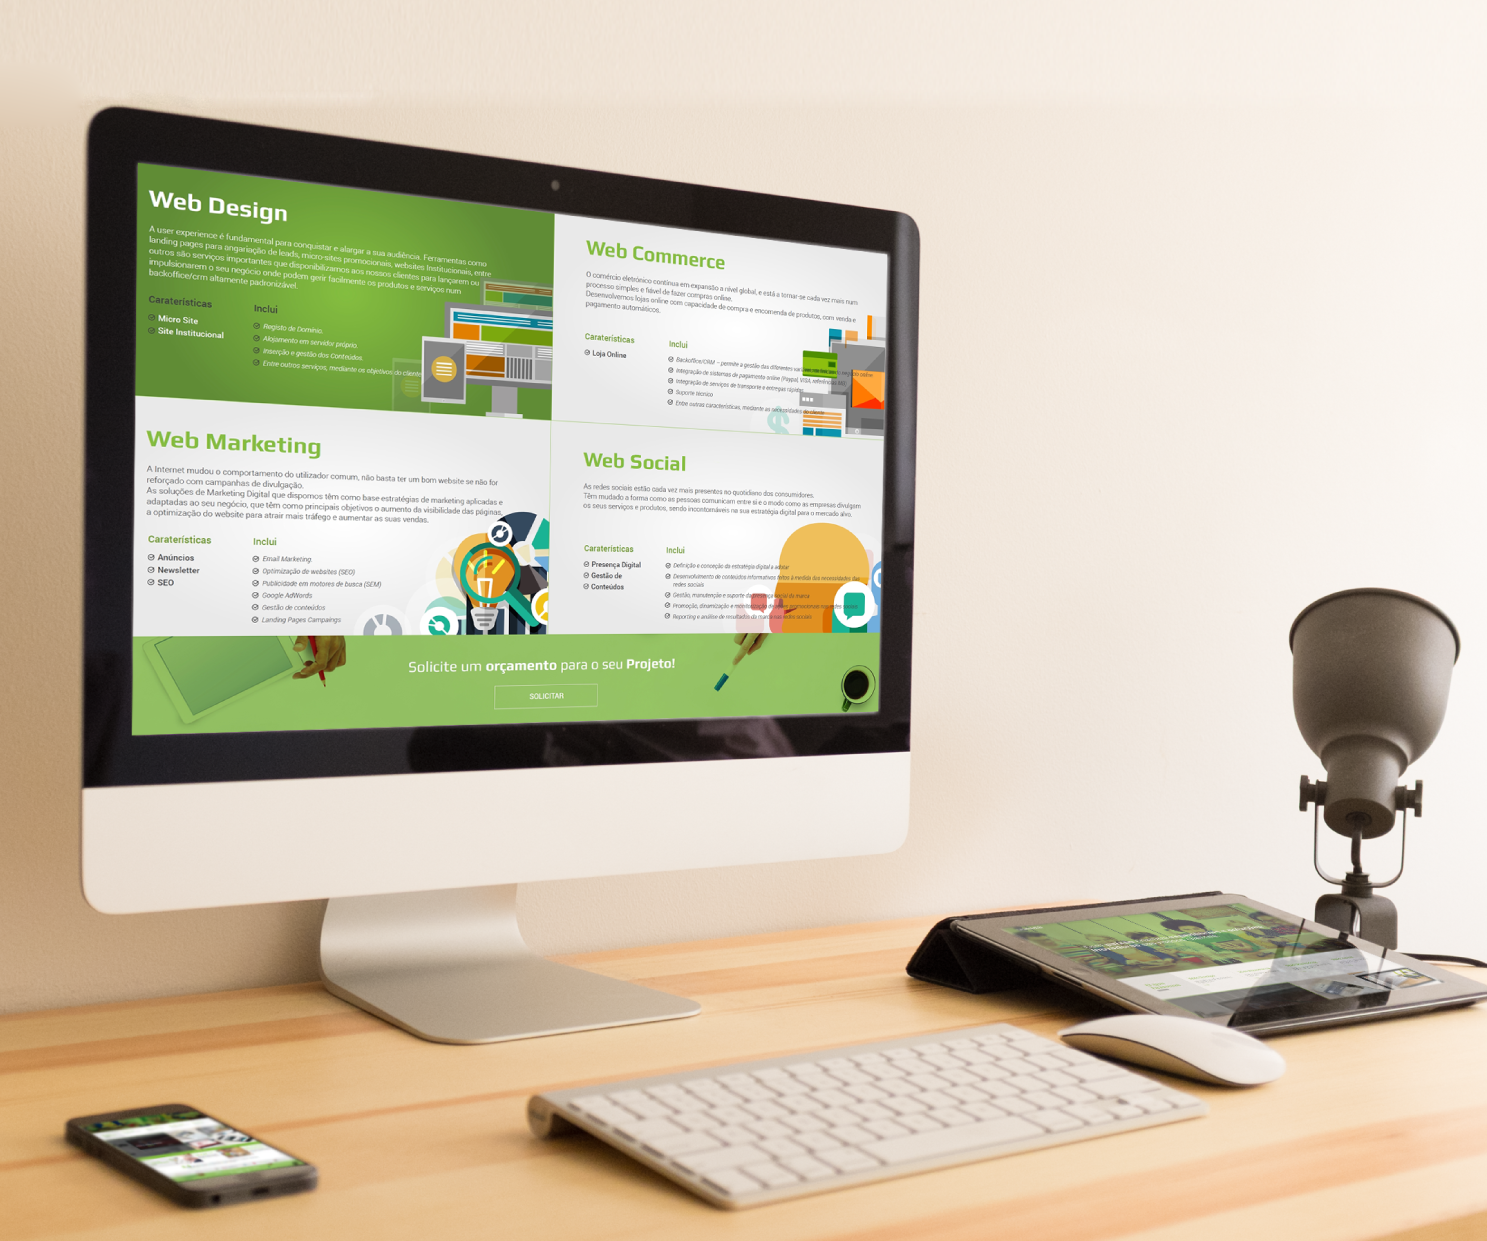 Web Design
A user experience é fundamental para conquistar e alargar a sua audiência. Ferramentas como
landing pages para angariação de leads, micro-sites promocionais, websites Institucionais, entre
outros são serviços importantes que disponibilizamos aos nossos clientes para lançarem ou
impulsionarem o seu negócio onde podem gerir facilmente os produtos e serviços num
backoffice/crm altamente padronizável.
Caraterísticas
Micro Site
Site Institucional
Inclui
Registo de Domínio.
Alojamento em servidor próprio.
Inserção e gestão dos Conteúdos.
Entre outros serviços, mediante os objetivos do cliente
Web Commerce
O comércio eletrónico continua em expansão a nível global, e está a tornar-se cada vez mais num
processo simples e fiável de fazer compras online.
Desenvolvemos lojas online com capacidade de compra e encomenda de produtos, com venda e
pagamento automáticos.
Caraterísticas
Loja Online
Inclui
Backoffice/CRM – permite a gestão das diferentes
Integração de sistemas de pagamento online (Paypal, VISA, referências MB)
Integração de serviços de transporte e entregas rápidas
Suporte técnico
Entre outras características, mediante as necessidades do cliente
Web Marketing
A Internet mudou o comportamento do utilizador comum, não basta ter um bom website se não for
reforçado com campanhas de divulgação.
As soluções de Marketing Digital que dispomos têm como base estratégias de marketing aplicadas e
adaptadas ao seu negócio, que têm como principais objetivos o aumento da visibilidade das páginas,
a optimização do website para atrair mais tráfego e aumentar as suas vendas.
Caraterísticas
Anúncios
Newsletter
SEO
Inclui
Email Marketing
Optimização de websites (SEO)
Publicidade em motores de busca (SEM)
Google AdWords
Gestão de conteúdos
Landing Pages Campaings
Web Social
As redes sociais estão cada vez mais presentes no quotidiano dos consumidores.
Têm mudado a forma como as pessoas comunicam entre si e o modo como as empresas divulgam
os seus serviços e produtos, sendo incontornáveis na sua estratégia digital para o mercado alvo.
Caraterísticas
Presença Digital
Gestão de
Conteúdos
Inclui
Definição e conceção da estratégia digital a adotar
Desenvolvimento de conteúdos informativos feitos à medida das necessidades das
redes sociais
Gestão, manutenção e suporte da presença social da marca
Promoção, dinamização e monitorização de ações promocionais nas redes sociais
Reporting e análise de resultados da marca nas redes sociais
Solicite um orçamento para o seu Projeto!
SOLICITAR